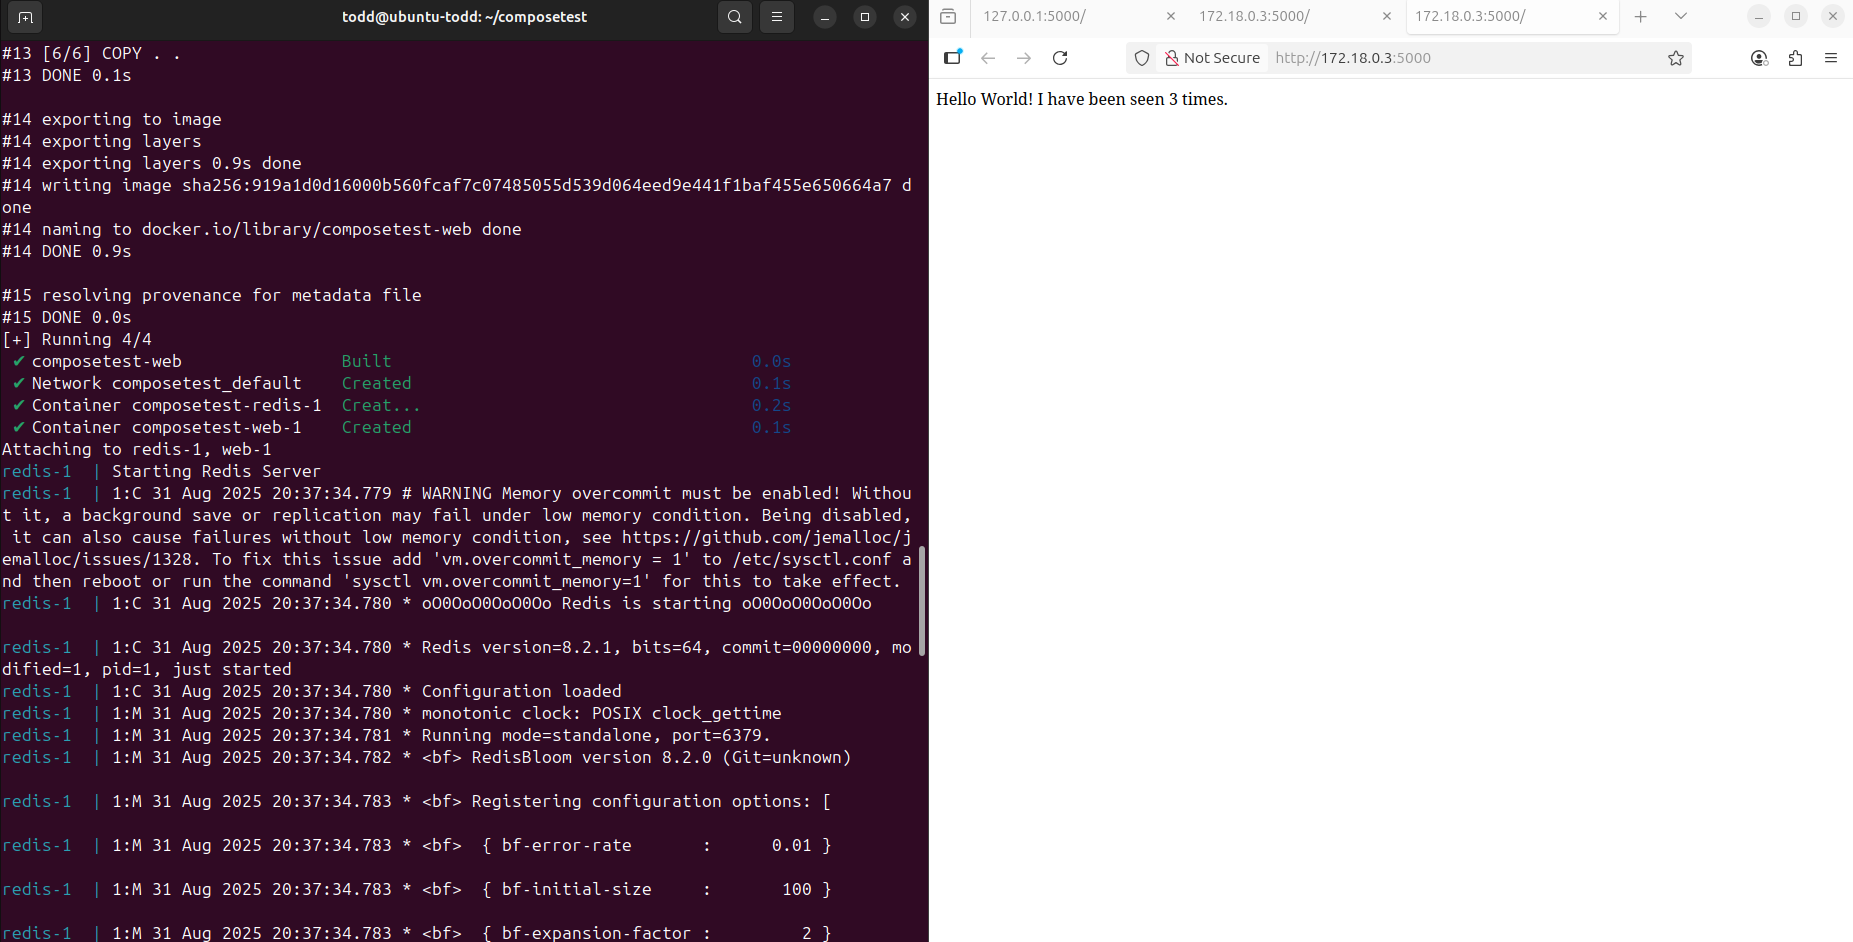 todd@ubuntu-todd: ~/composetest
#13 [6/6] COPY . .
#13 DONE 0.1s
#14 exporting to image
#14 exporting layers
#14 exporting layers 0.9s done
#14 writing image sha256:919a1d0d16000b560fcaf7c07485055d539d064eed9e441f1baf455e650664a7 d
one
#14 naming to docker.io/library/composetest-web done
#14 DONE 0.9s
#15 resolving provenance for metadata file
#15 DONE 0.0s
[+] Running 4/4
✔ composetest-web Built 0.0s
✔ Network composetest_default Created 0.1s
✔ Container composetest-redis-1 Creat... 0.2s
✔ Container composetest-web-1 Created 0.1s
Attaching to redis-1, web-1
redis-1 | Starting Redis Server
redis-1 | 1:C 31 Aug 2025 20:37:34.779 # WARNING Memory overcommit must be enabled! Withou
t it, a background save or replication may fail under low memory condition. Being disabled,
it can also cause failures without low memory condition, see https://github.com/jemalloc/j
emalloc/issues/1328. To fix this issue add 'vm.overcommit_memory = 1' to /etc/sysctl.conf a
nd then reboot or run the command 'sysctl vm.overcommit_memory=1' for this to take effect.
redis-1 | 1:C 31 Aug 2025 20:37:34.780 * oO0OoO0OoO0Oo Redis is starting oO0OoO0OoO0Oo
redis-1 | 1:C 31 Aug 2025 20:37:34.780 * Redis version=8.2.1, bits=64, commit=00000000, mo
dified=1, pid=1, just started
redis-1 | 1:C 31 Aug 2025 20:37:34.780 * Configuration loaded
redis-1 | 1:M 31 Aug 2025 20:37:34.780 * monotonic clock: POSIX clock_gettime
redis-1 | 1:M 31 Aug 2025 20:37:34.781 * Running mode=standalone, port=6379.
redis-1 | 1:M 31 Aug 2025 20:37:34.782 * <bf> RedisBloom version 8.2.0 (Git=unknown)
redis-1 | 1:M 31 Aug 2025 20:37:34.783 * <bf> Registering configuration options: [
redis-1 | 1:M 31 Aug 2025 20:37:34.783 * <bf> { bf-error-rate : 0.01 }
redis-1 | 1:M 31 Aug 2025 20:37:34.783 * <bf> { bf-initial-size : 100 }
redis-1 | 1:M 31 Aug 2025 20:37:34.783 * <bf> { bf-expansion-factor : 2 }
127.0.0.1:5000/
172.18.0.3:5000/
172.18.0.3:5000/
Not Secure http://172.18.0.3:5000
Hello World! I have been seen 3 times.